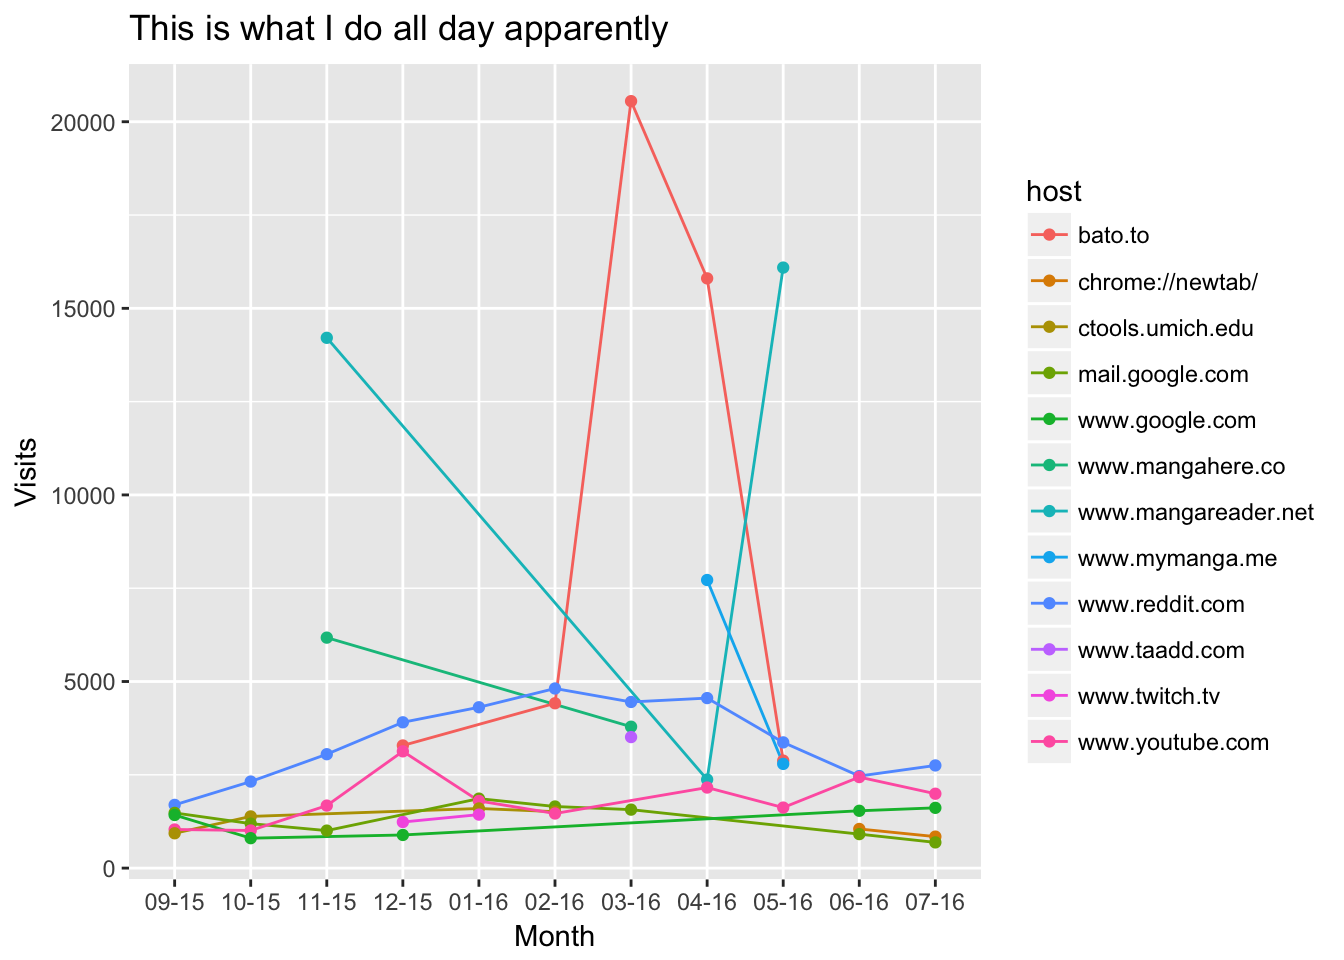 This is what I do all day apparently
20000
15000
10000
5000
0
Visits
09-15 10-15 11-15 12-15 01-16 02-16 03-16 04-16 05-16 06-16 07-16
Month
host
bato.to
chrome://newtab/
ctools.umich.edu
mail.google.com
www.google.com
www.mangahere.co
www.mangareader.net
www.mymanga.me
www.reddit.com
www.taadd.com
www.twitch.tv
www.youtube.com